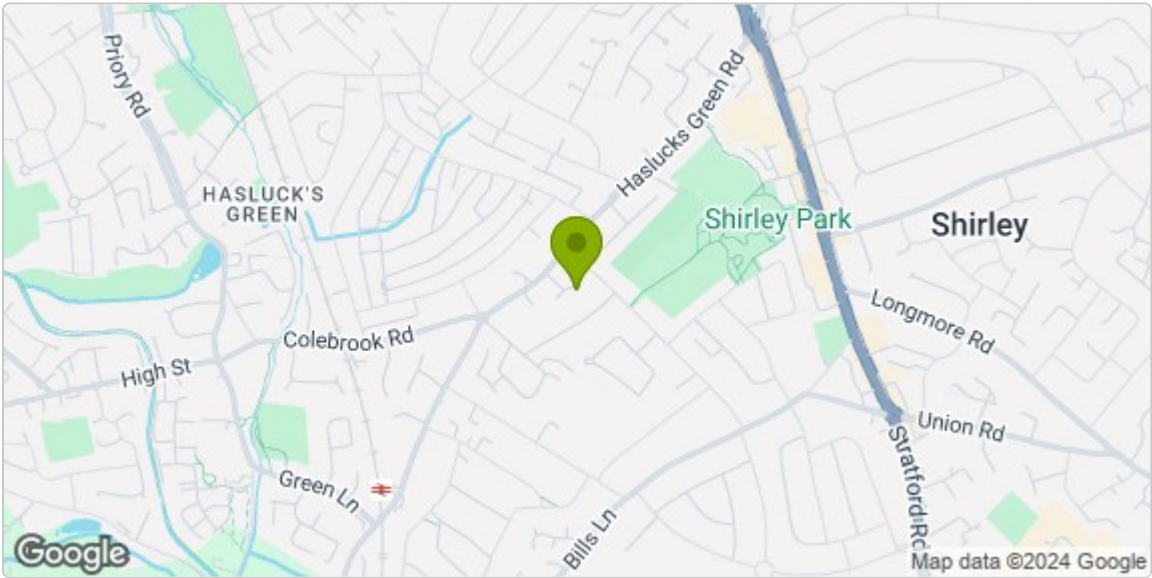 Priory Rd
Haslucks Green Rd
HASLUCK'S
GREEN
Shirley Park
Shirley
Longmore Rd
Colebrook Rd
High St
Union Rd
Stratford Rd
Green Ln
Bills Ln
Google
Map data ©2024 Google